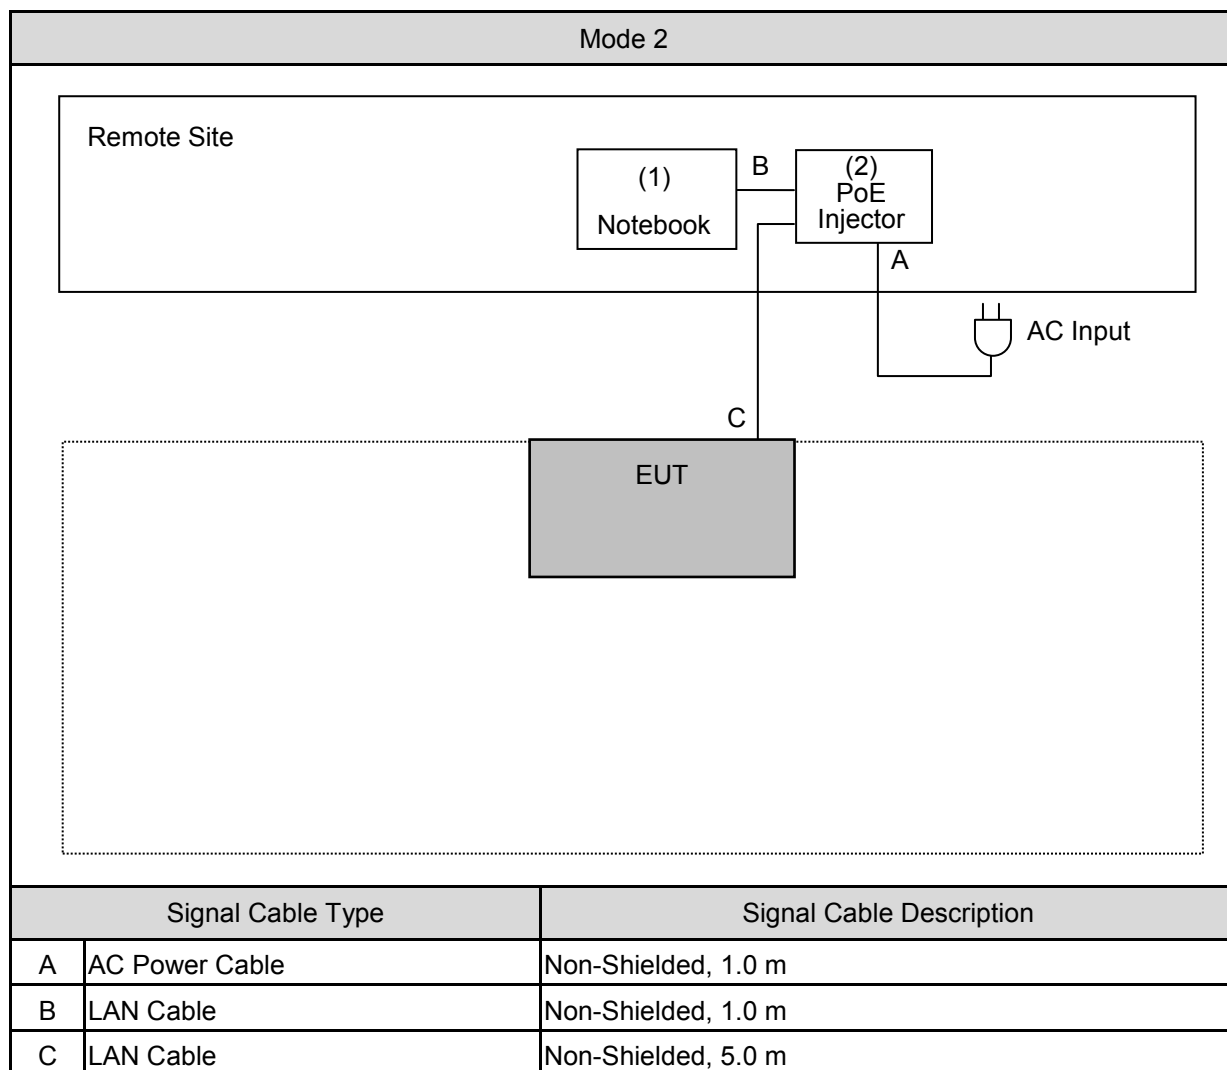 Mode 2
Remote Site
(1)
Notebook
B
(2)
PoE
Injector
A
AC Input
C
EUT
Signal Cable Type Signal Cable Description
A AC Power Cable Non-Shielded, 1.0 m
B LAN Cable Non-Shielded, 1.0 m
C LAN Cable Non-Shielded, 5.0 m